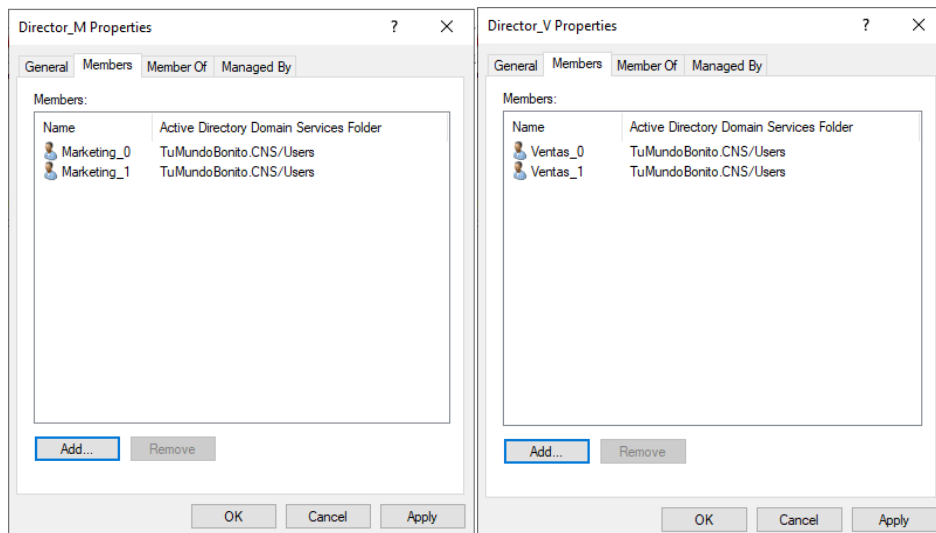 Director_M Properties ? ×
General Members Member Of Managed By
Members:
Name Active Directory Domain Services Folder
Marketing_0 TuMundoBonito.CNS/Users
Marketing_1 TuMundoBonito.CNS/Users
Add... Remove
OK Cancel Apply
Director_V Properties ? ×
General Members Member Of Managed By
Members:
Name Active Directory Domain Services Folder
Ventas_0 TuMundoBonito.CNS/Users
Ventas_1 TuMundoBonito.CNS/Users
Add... Remove
OK Cancel Apply